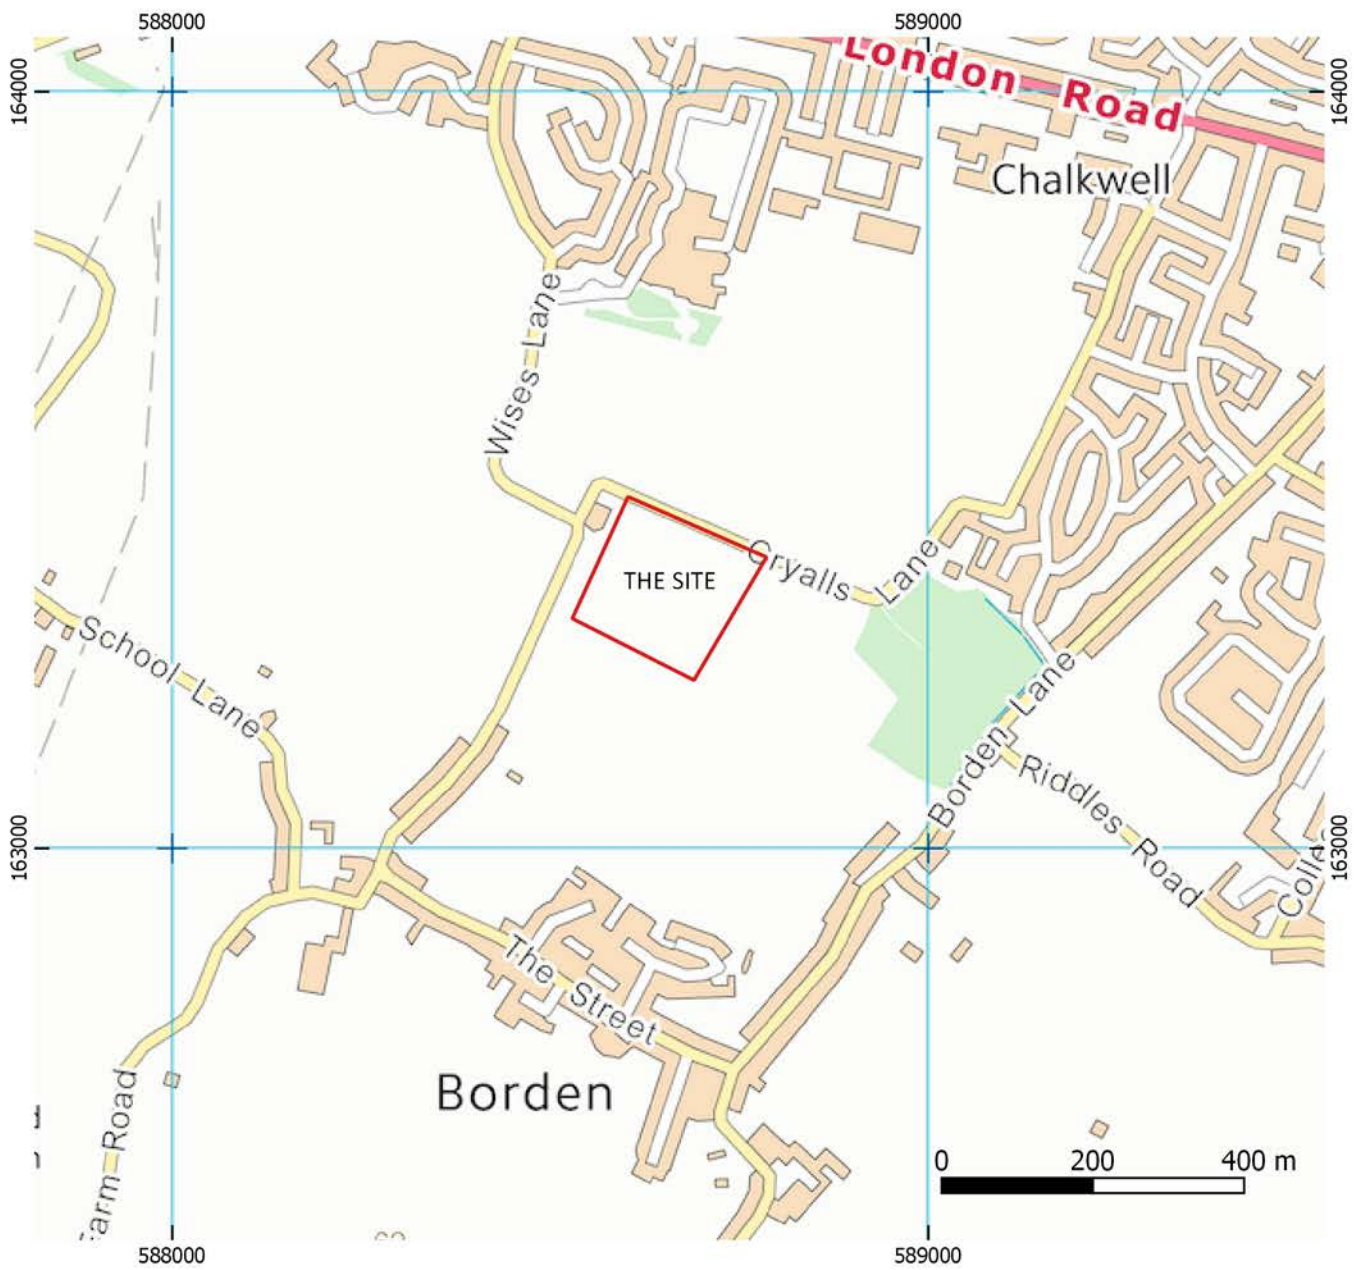 588000
589000
164000
164000
London Road
Chalkwell
Wises Lane
Cryalls Lane
THE SITE
School Lane
Borden Lane
Riddles Road
163000
163000
The Street
Borden
Farm Road
0 200 400 m
588000
589000